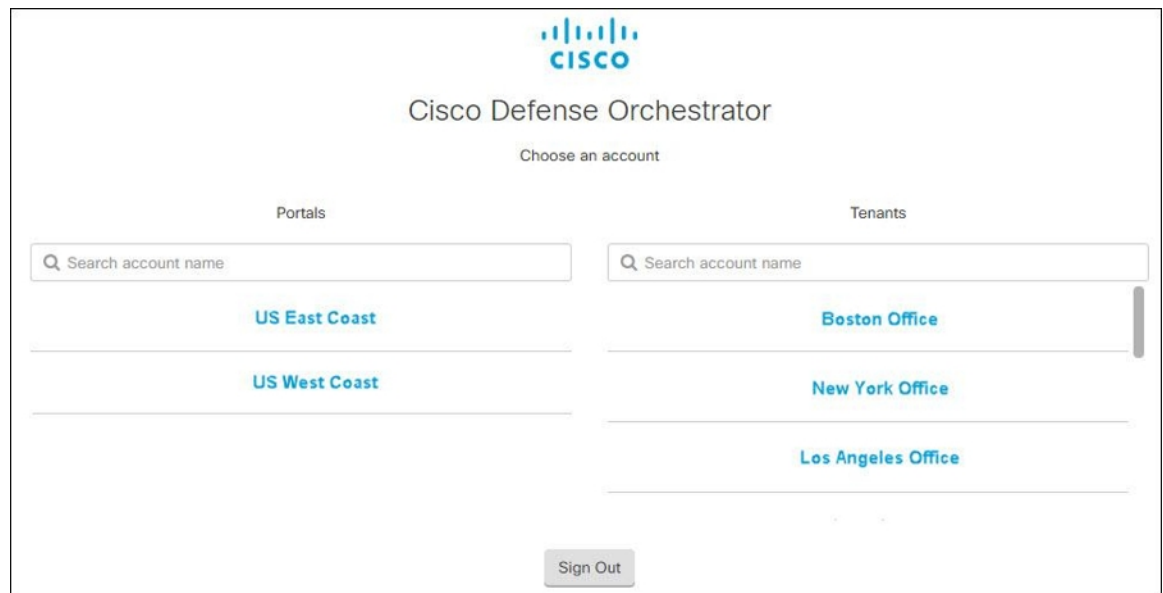 CISCO
Cisco Defense Orchestrator
Choose an account
Portals
Search account name
US East Coast
US West Coast
Tenants
Search account name
Boston Office
New York Office
Los Angeles Office
Sign Out